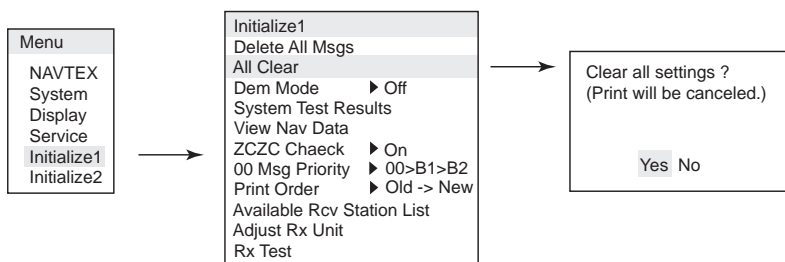 Menu
NAVTEX
System
Display
Service
Initialize1
Initialize2
Initialize1
Delete All Msgs
All Clear
Dem Mode ▶ Off
System Test Results
View Nav Data
ZCZC Chaeck ▶ On
00 Msg Priority ▶ 00>B1>B2
Print Order ▶ Old -> New
Available Rcv Station List
Adjust Rx Unit
Rx Test
Clear all settings ?
(Print will be canceled.)
Yes No